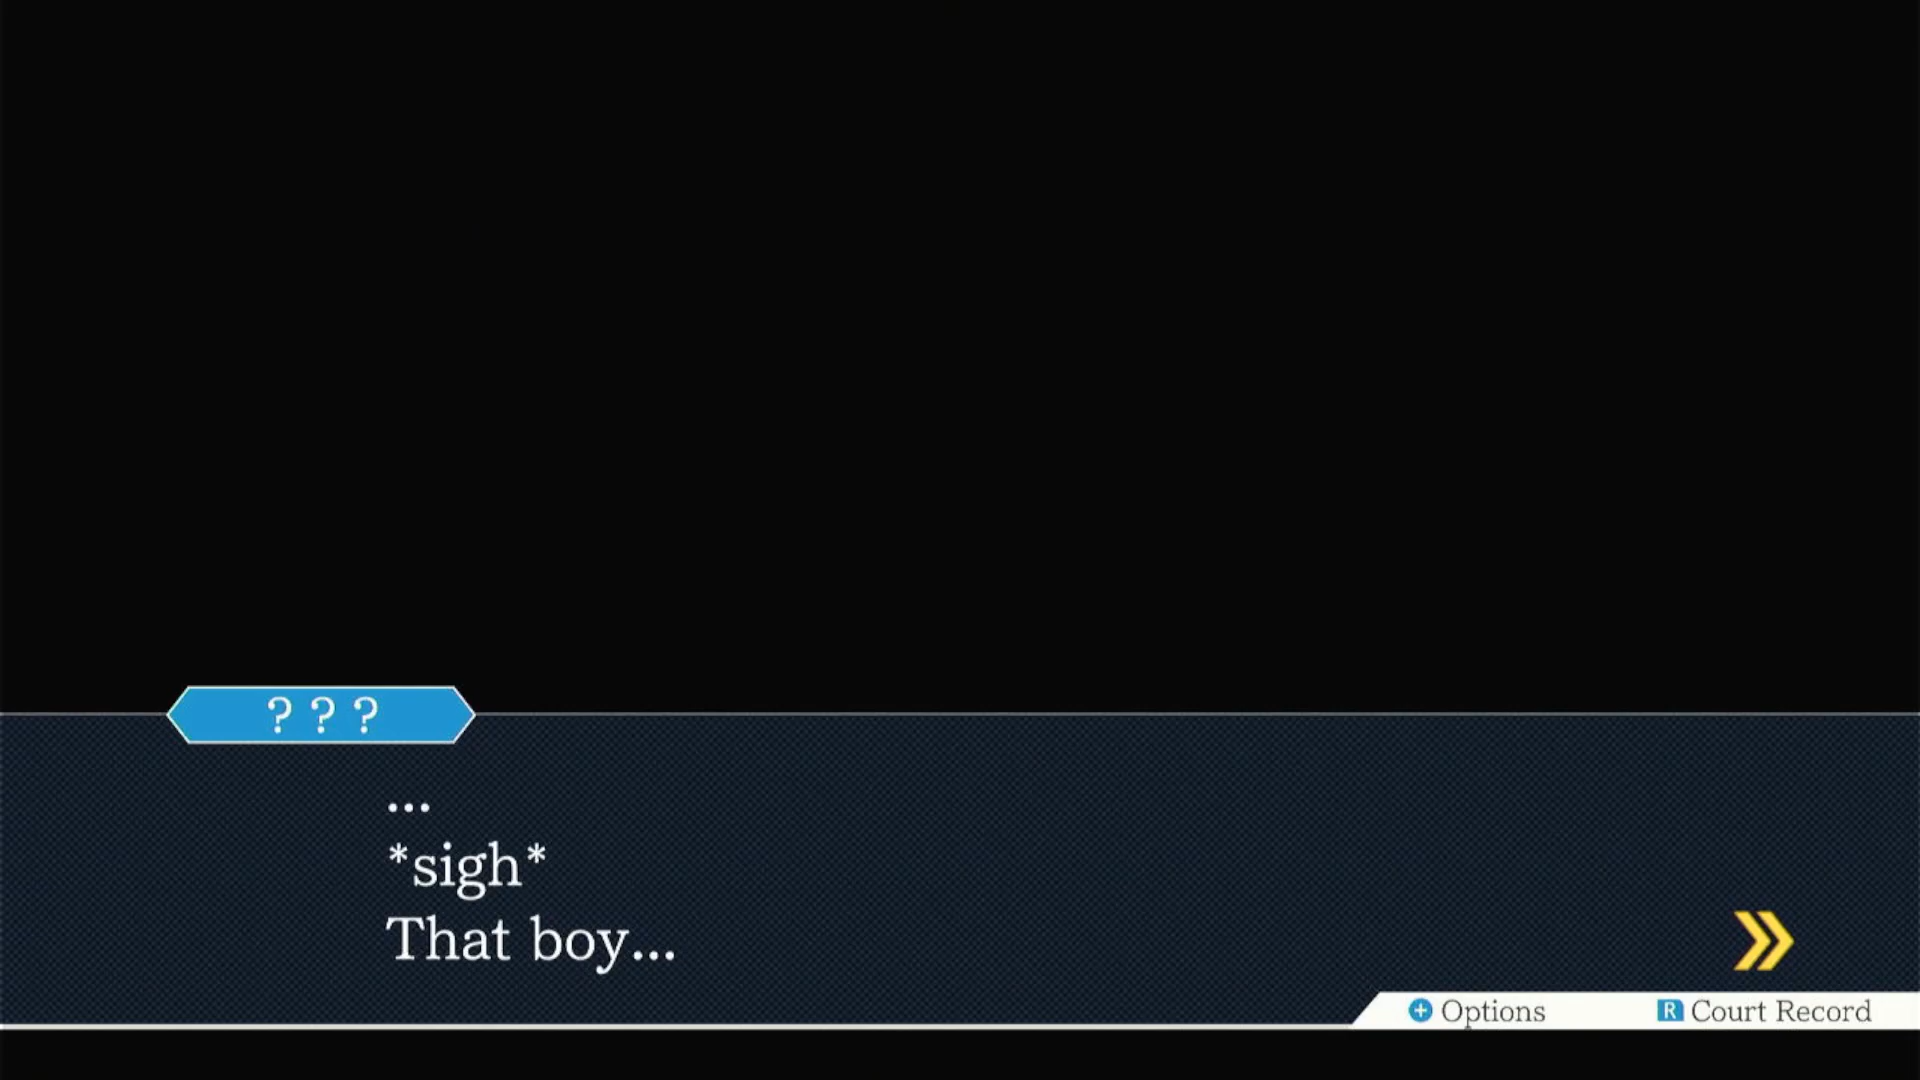 ? ? ?
...
*sigh*
That boy...
+ Options
R Court Record